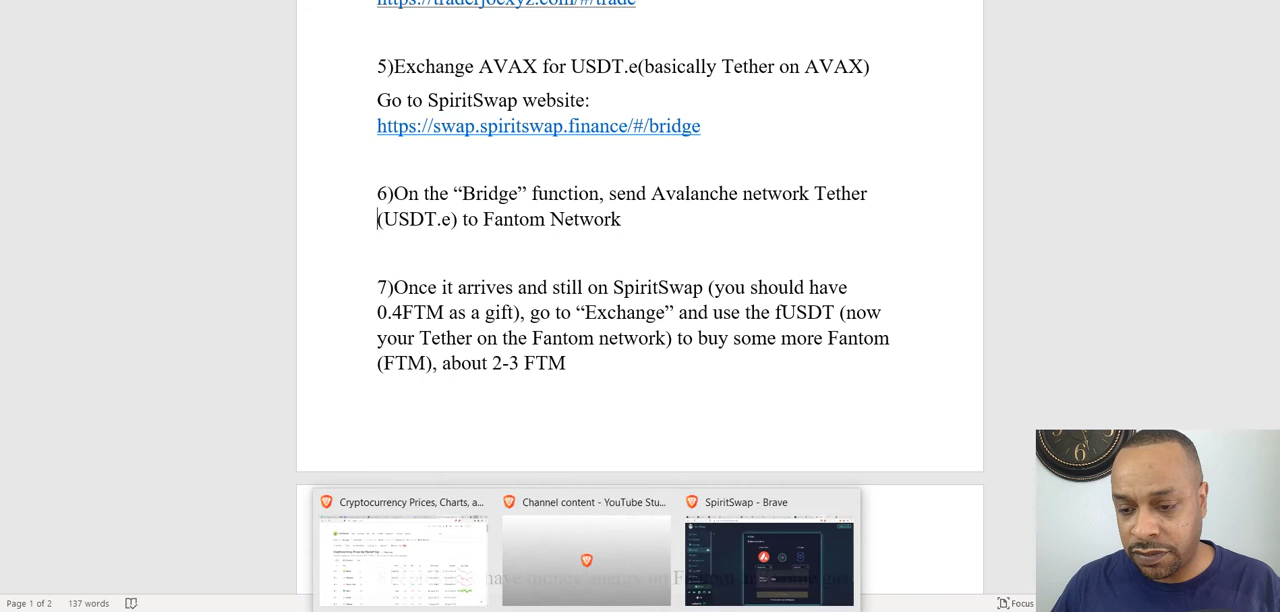 https://traderjoexyz.com/#/trade
5)Exchange AVAX for USDT.e(basically Tether on AVAX)
Go to SpiritSwap website:
https://swap.spiritswap.finance/#/bridge
6)On the “Bridge” function, send Avalanche network Tether
(USDT.e) to Fantom Network
7)Once it arrives and still on SpiritSwap (you should have
0.4FTM as a gift), go to “Exchange” and use the fUSDT (now
your Tether on the Fantom network) to buy some more Fantom
(FTM), about 2-3 FTM
Cryptocurrency Prices, Charts, a...
Channel content - YouTube Stu...
SpiritSwap - Brave
Page 1 of 2
137 words
Focus